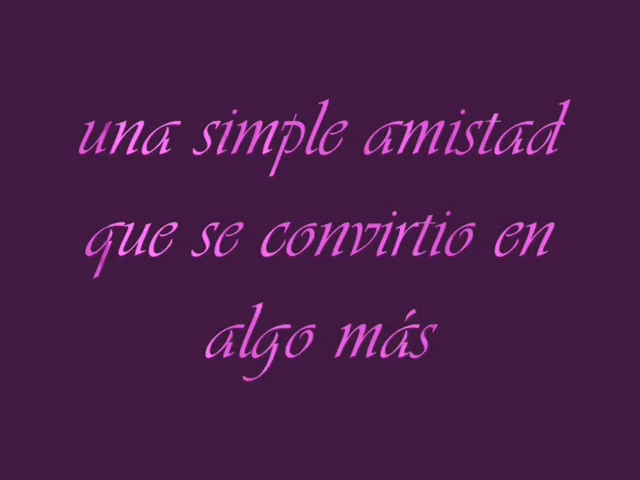 una simple amistad
que se convirtio en
algo más